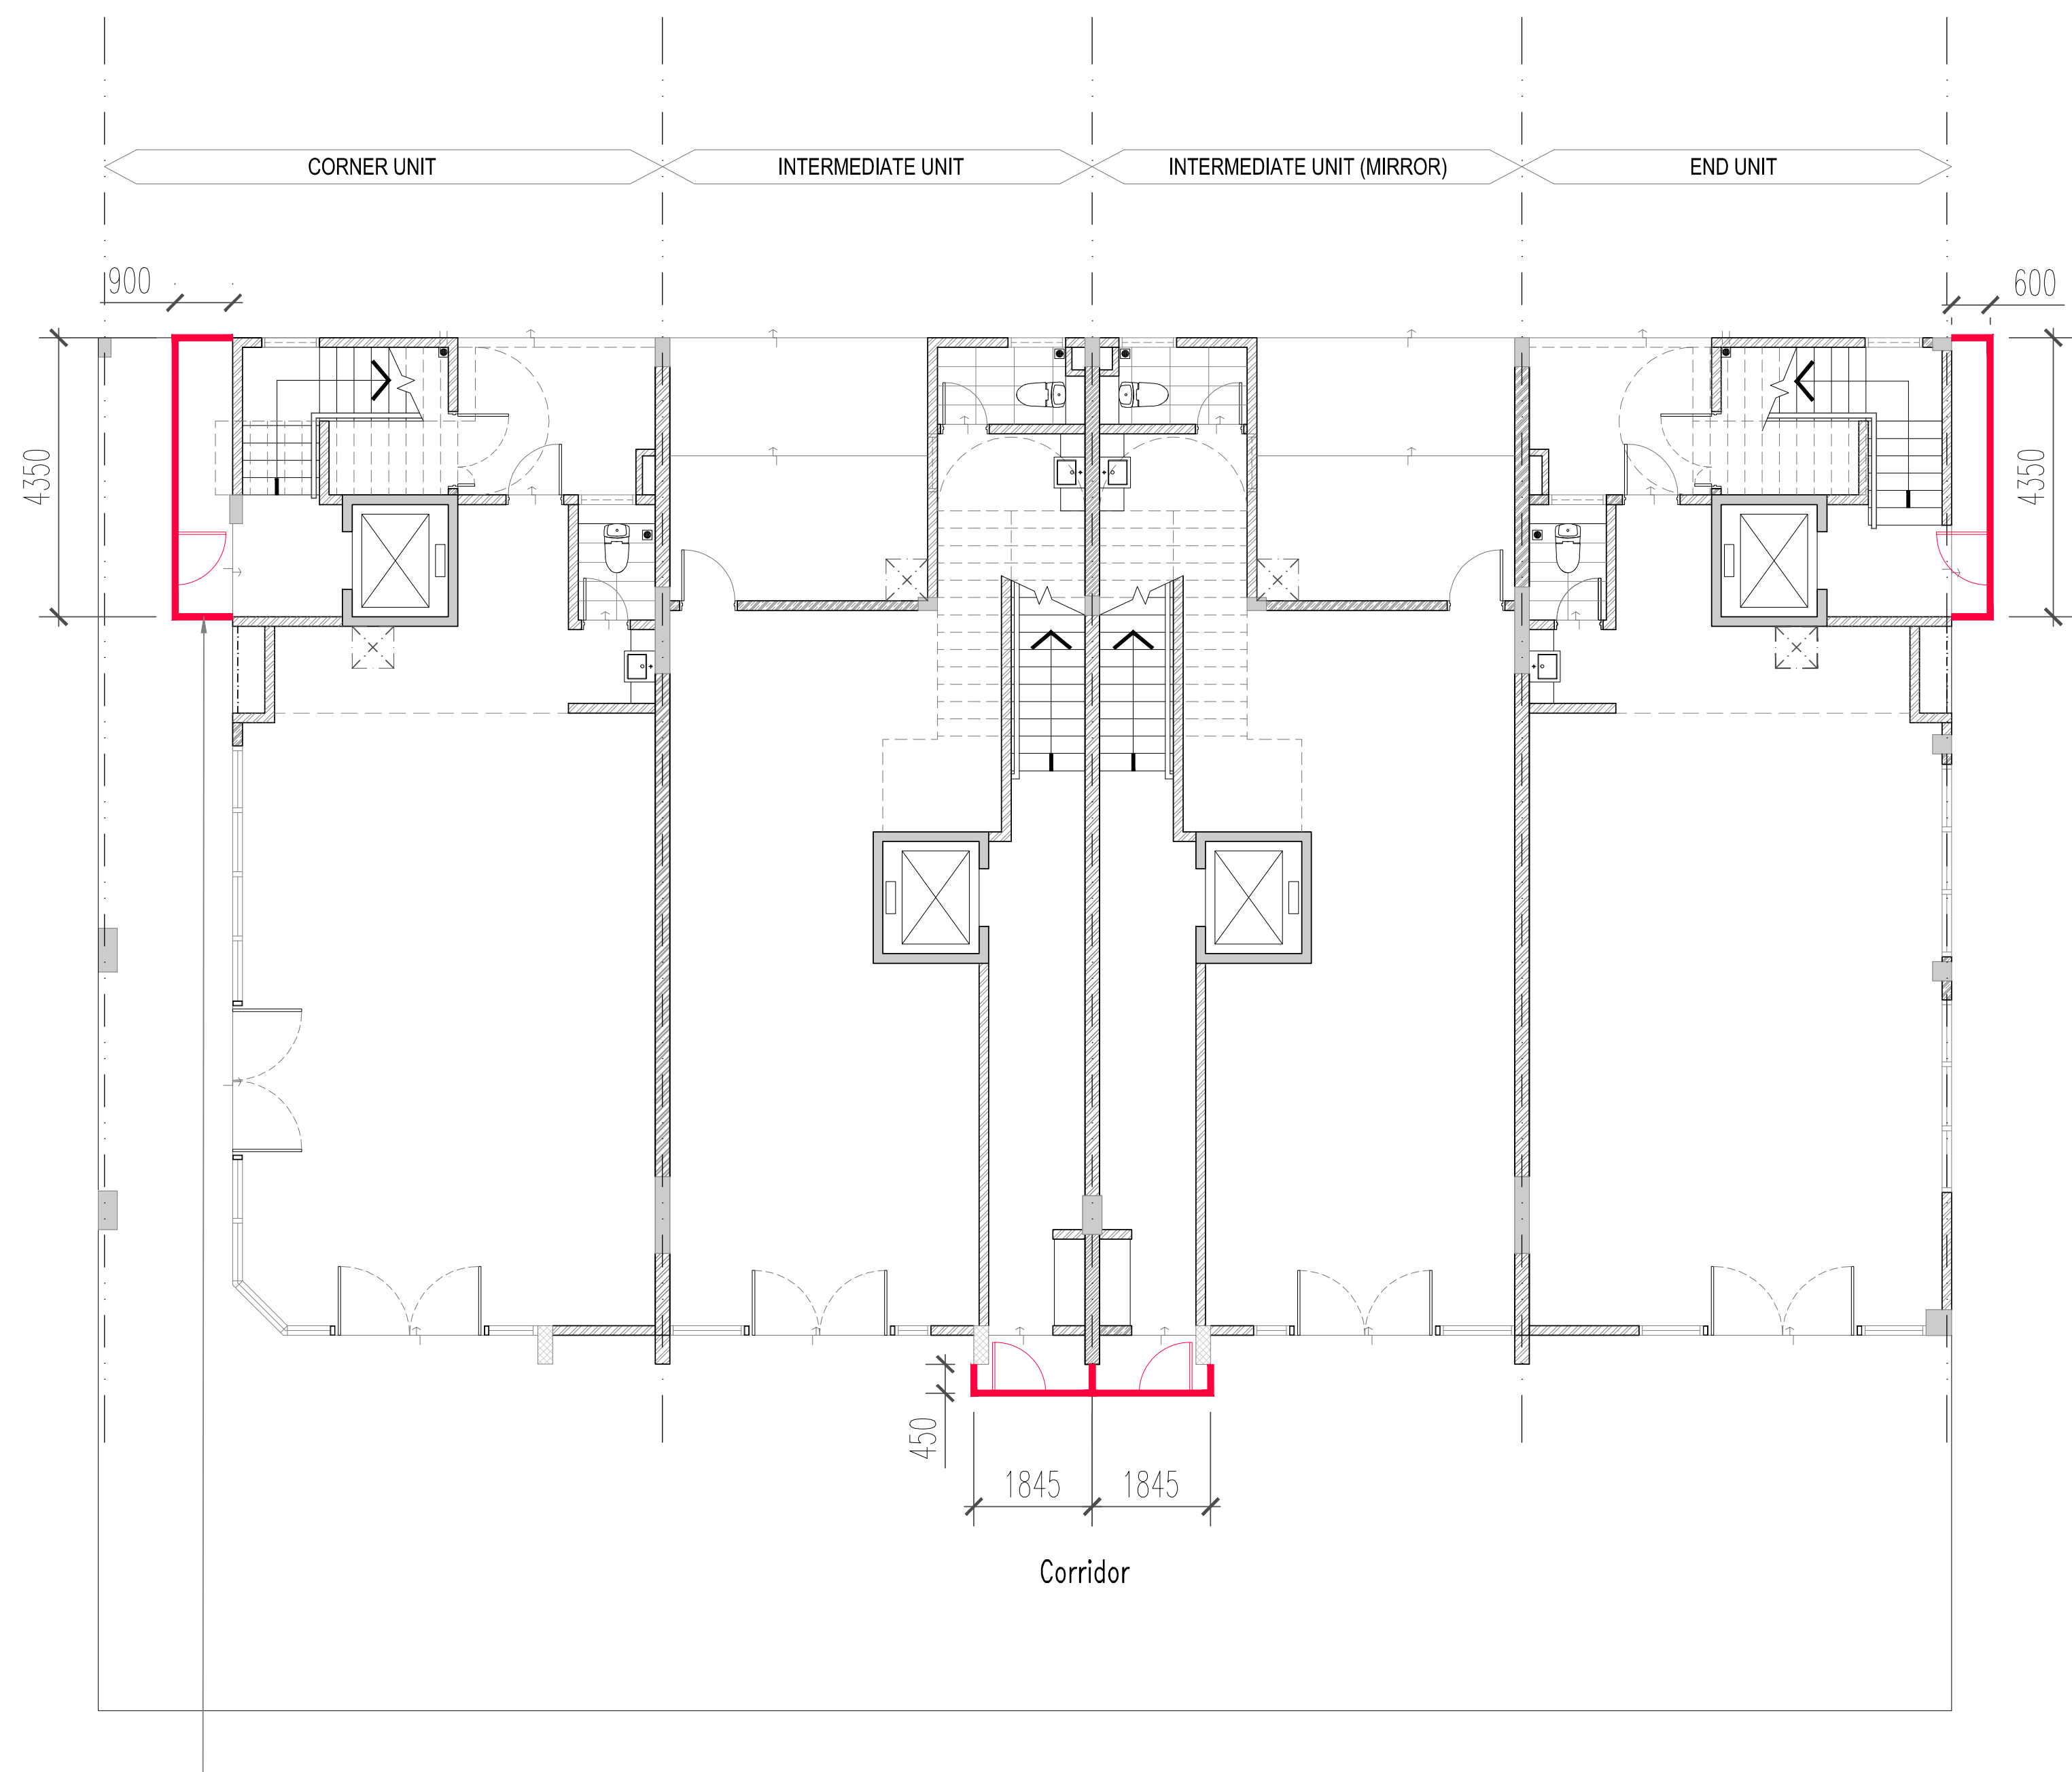 CORNER UNIT
INTERMEDIATE UNIT
INTERMEDIATE UNIT (MIRROR)
END UNIT
900
600
4350
4350
450
1845
1845
Corridor